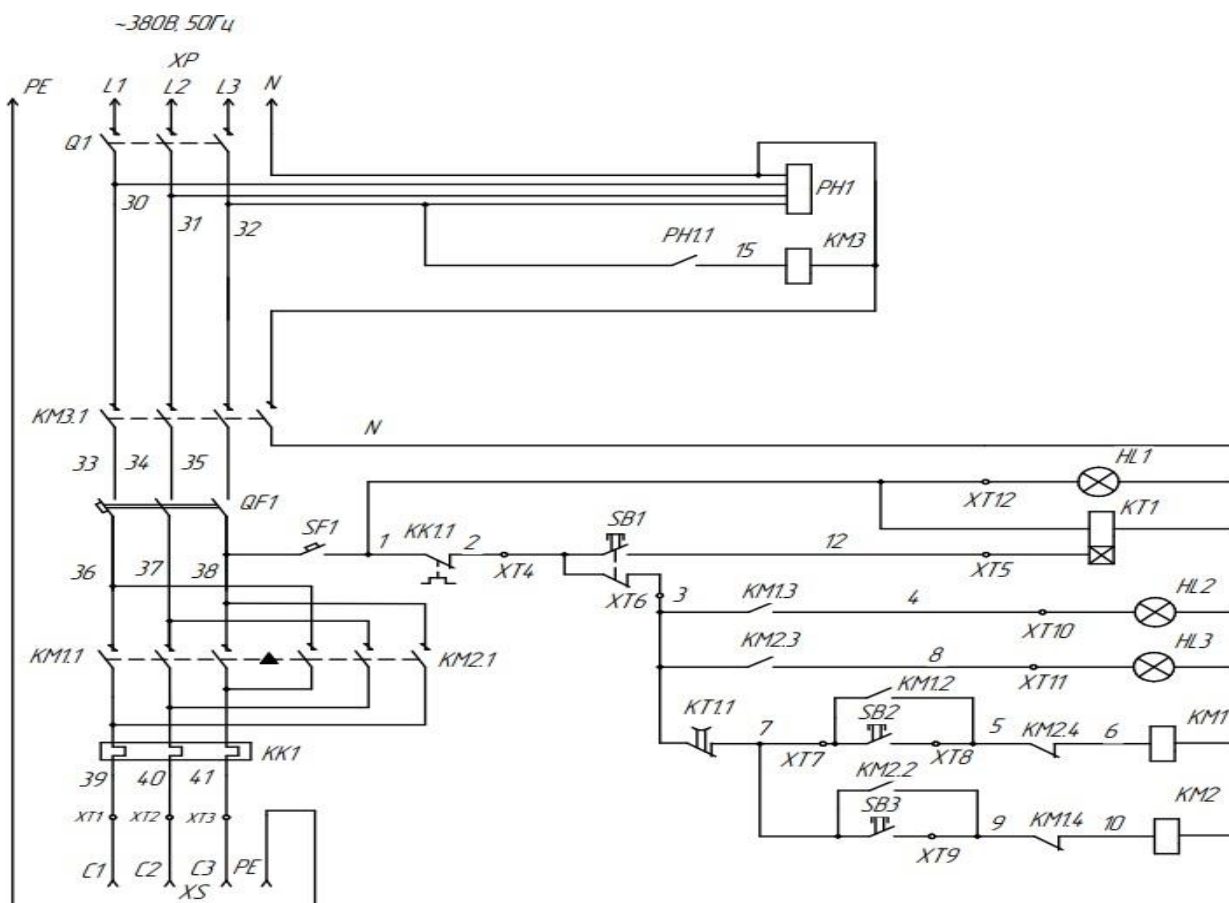 ~380В, 50Гц
XP
PE L1 L2 L3 N
Q1
30 31 32
PH1
PH1.1 15 KM3
KM3.1 N
33 34 35
QF1
HL1
XT12
KT1
SF1 1 KK1.1 2 SB1 12
XT4 XT5
36 37 38
XT6 3 KM1.3 4 HL2
XT10
KM1.1 KM2.1
KM2.3 8 HL3
XT11
KM1.2
KT1.1 7 SB2 5 KM2.4 6 KM1
XT7 XT8
KK1
39 40 41
KM2.2
SB3 9 KM1.4 10 KM2
XT9
XT1 XT2 XT3
C1 C2 C3 PE
XS